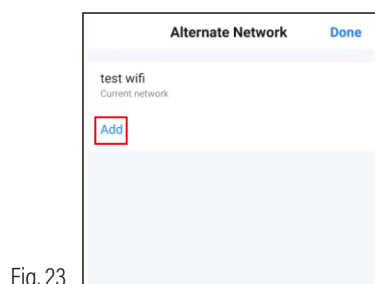 Alternate Network Done
test wifi
Current network
Add
Fig. 23